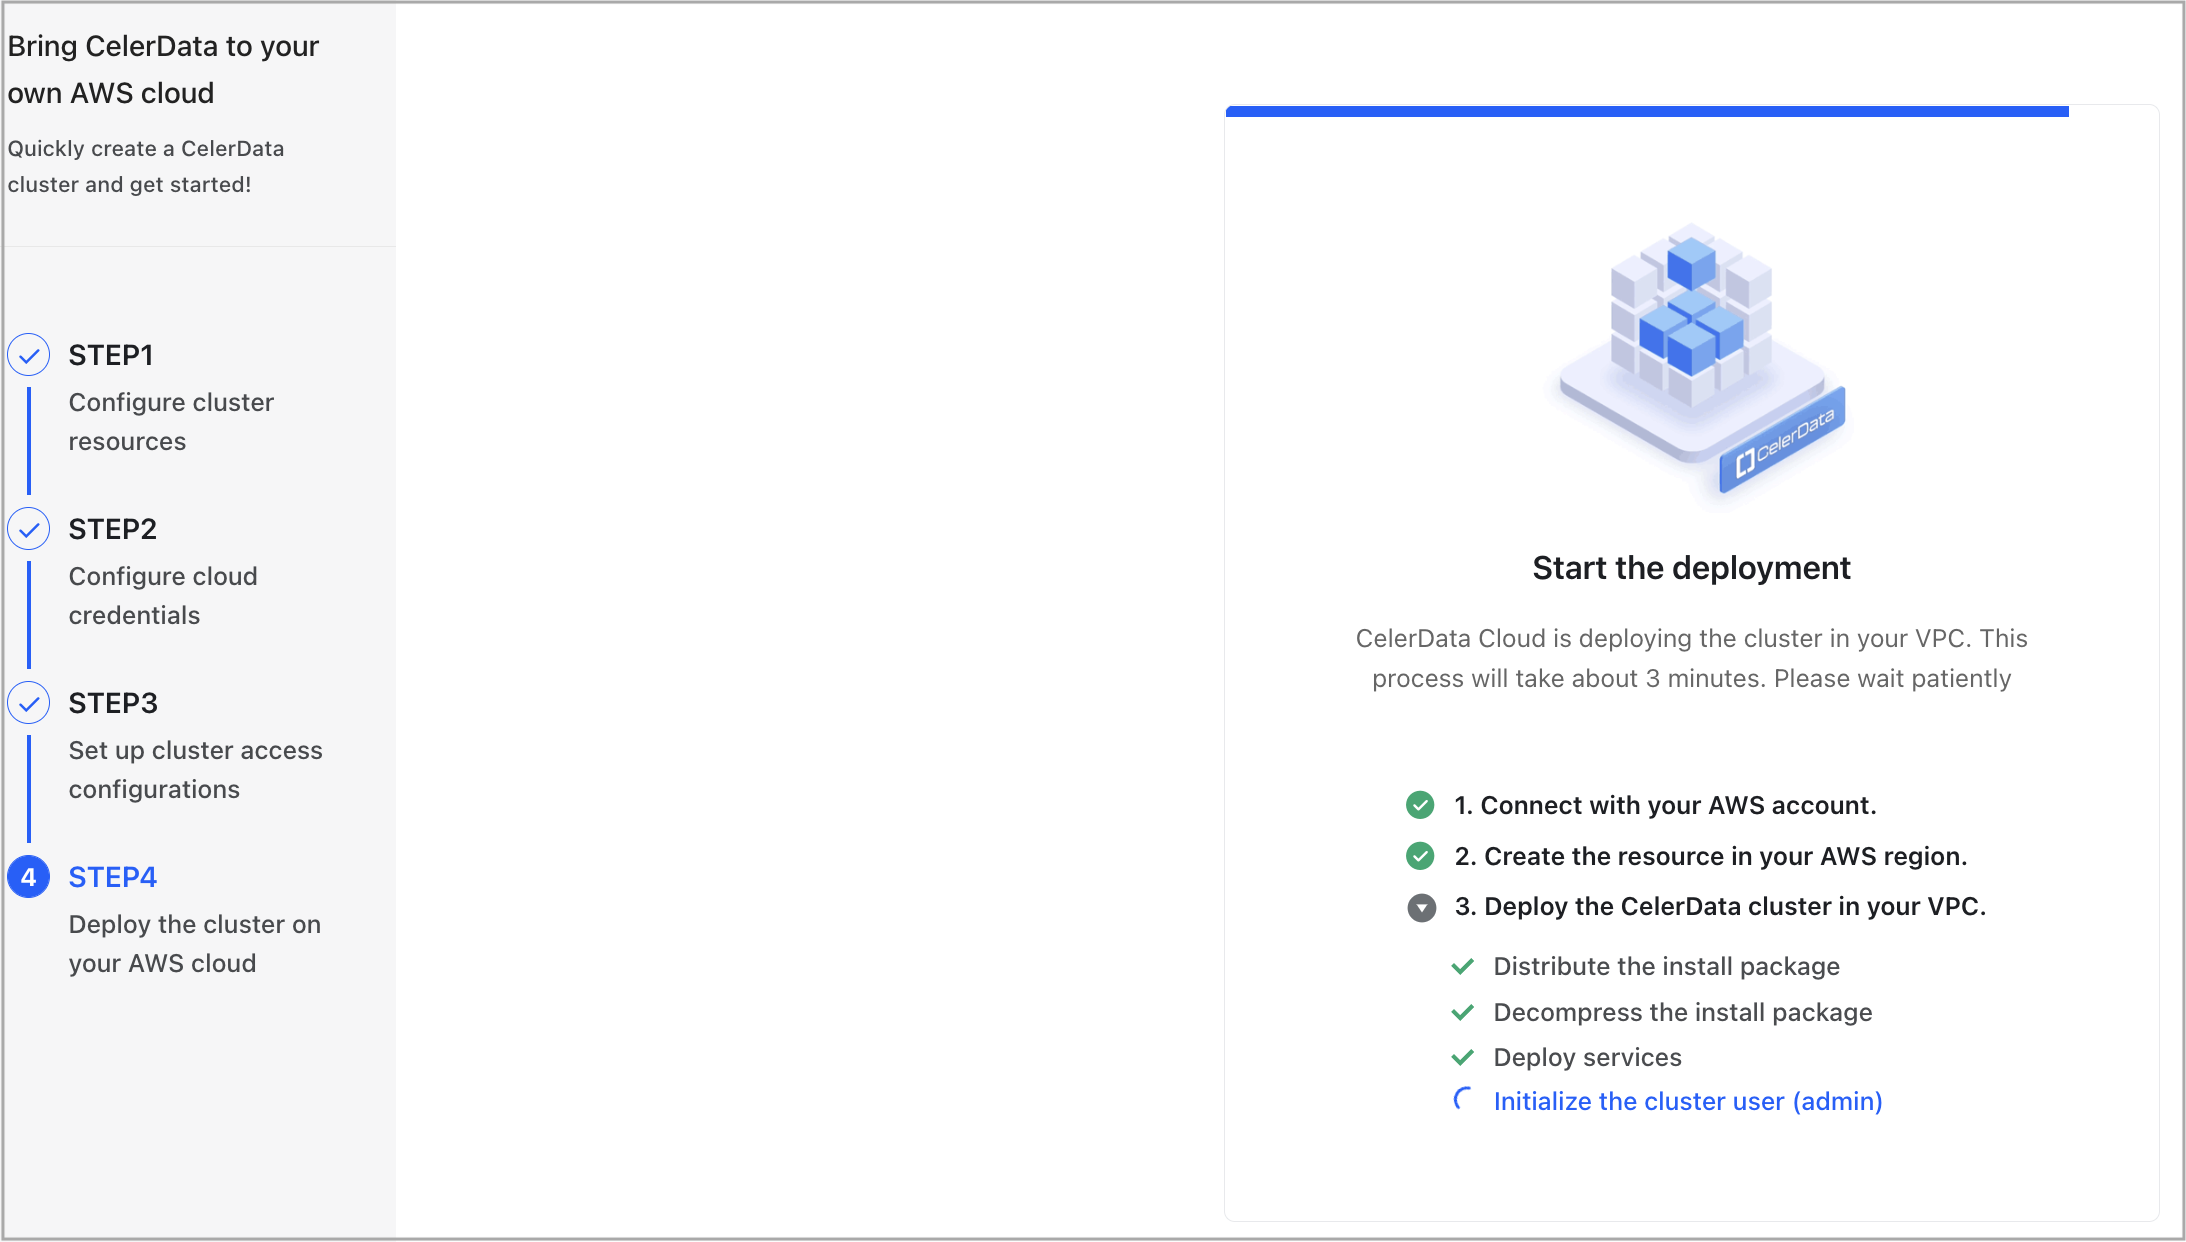 Bring CelerData to your
own AWS cloud
Quickly create a CelerData
cluster and get started!
STEP1
Configure cluster
resources
STEP2
Configure cloud
credentials
STEP3
Set up cluster access
configurations
4 STEP4
Deploy the cluster on
your AWS cloud
CelerData
Start the deployment
CelerData Cloud is deploying the cluster in your VPC. This
process will take about 3 minutes. Please wait patiently
1. Connect with your AWS account.
2. Create the resource in your AWS region.
3. Deploy the CelerData cluster in your VPC.
Distribute the install package
Decompress the install package
Deploy services
Initialize the cluster user (admin)